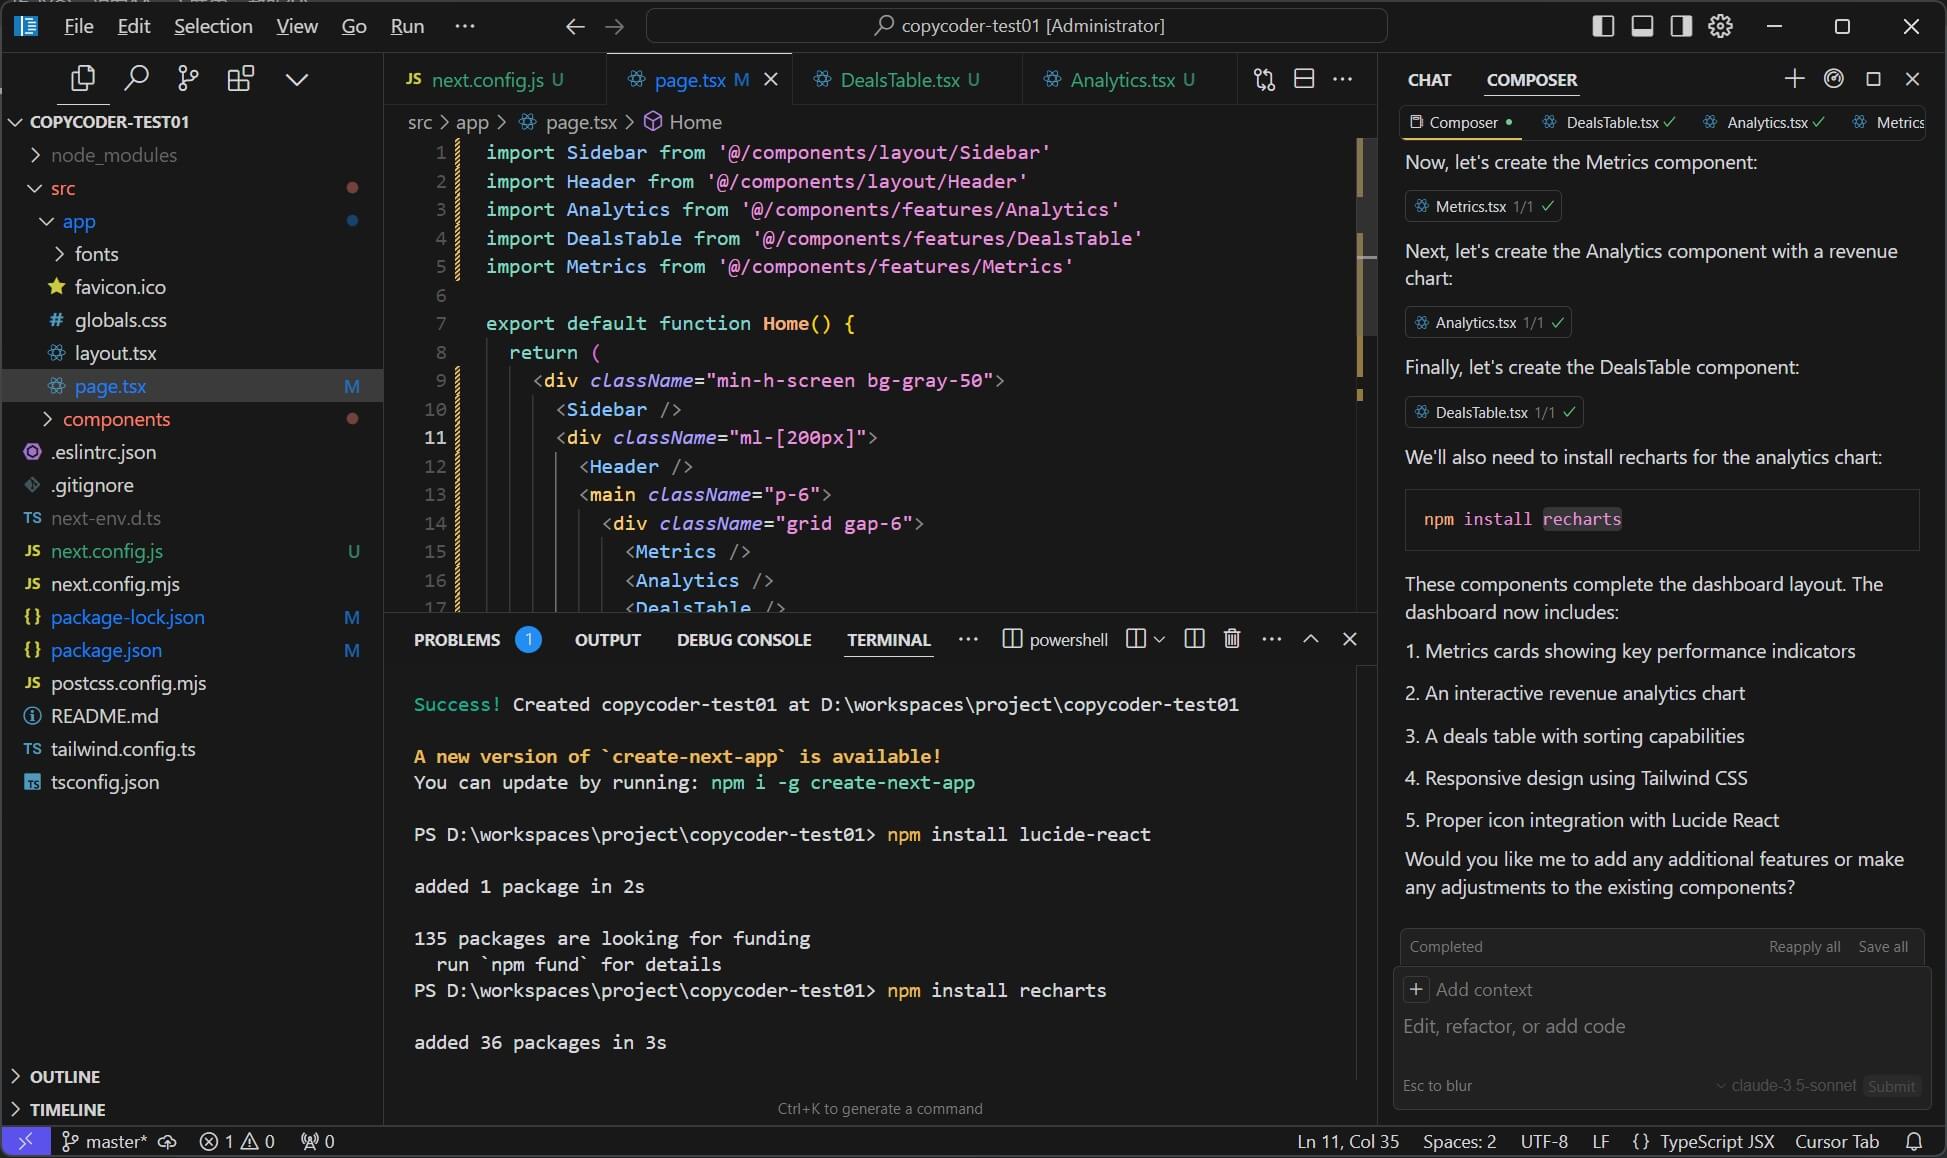 File Edit Selection View Go Run ···
copycoder-test01 [Administrator]
COPYCODER-TEST01
node_modules
src
app
fonts
favicon.ico
# globals.css
layout.tsx
page.tsx M
components
.eslintrc.json
.gitignore
TS next-env.d.ts
JS next.config.js U
JS next.config.mjs
{} package-lock.json M
{} package.json M
JS postcss.config.mjs
README.md
TS tailwind.config.ts
TS tsconfig.json
OUTLINE
TIMELINE
JS next.config.js U
page.tsx M
DealsTable.tsx U
Analytics.tsx U
src > app > page.tsx > Home
1 import Sidebar from '@/components/layout/Sidebar'
2 import Header from '@/components/layout/Header'
3 import Analytics from '@/components/features/Analytics'
4 import DealsTable from '@/components/features/DealsTable'
5 import Metrics from '@/components/features/Metrics'
6
7 export default function Home() {
8 return (
9 <div className="min-h-screen bg-gray-50">
10 <Sidebar />
11 <div className="ml-[200px]">
12 <Header />
13 <main className="p-6">
14 <div className="grid gap-6">
15 <Metrics />
16 <Analytics />
17 <DealsTable />
PROBLEMS 1 OUTPUT DEBUG CONSOLE TERMINAL ··· powershell
Success! Created copycoder-test01 at D:\workspaces\project\copycoder-test01
A new version of `create-next-app` is available!
You can update by running: npm i -g create-next-app
PS D:\workspaces\project\copycoder-test01> npm install lucide-react
added 1 package in 2s
135 packages are looking for funding
run `npm fund` for details
PS D:\workspaces\project\copycoder-test01> npm install recharts
added 36 packages in 3s
Ctrl+K to generate a command
CHAT COMPOSER
Composer DealsTable.tsx Analytics.tsx Metrics
Now, let's create the Metrics component:
Metrics.tsx 1/1
Next, let's create the Analytics component with a revenue
chart:
Analytics.tsx 1/1
Finally, let's create the DealsTable component:
DealsTable.tsx 1/1
We'll also need to install recharts for the analytics chart:
npm install recharts
These components complete the dashboard layout. The
dashboard now includes:
1. Metrics cards showing key performance indicators
2. An interactive revenue analytics chart
3. A deals table with sorting capabilities
4. Responsive design using Tailwind CSS
5. Proper icon integration with Lucide React
Would you like me to add any additional features or make
any adjustments to the existing components?
Completed Reapply all Save all
+ Add context
Edit, refactor, or add code
Esc to blur claude-3.5-sonnet Submit
master* 1 0 0 Ln 11, Col 35 Spaces: 2 UTF-8 LF {} TypeScript JSX Cursor Tab